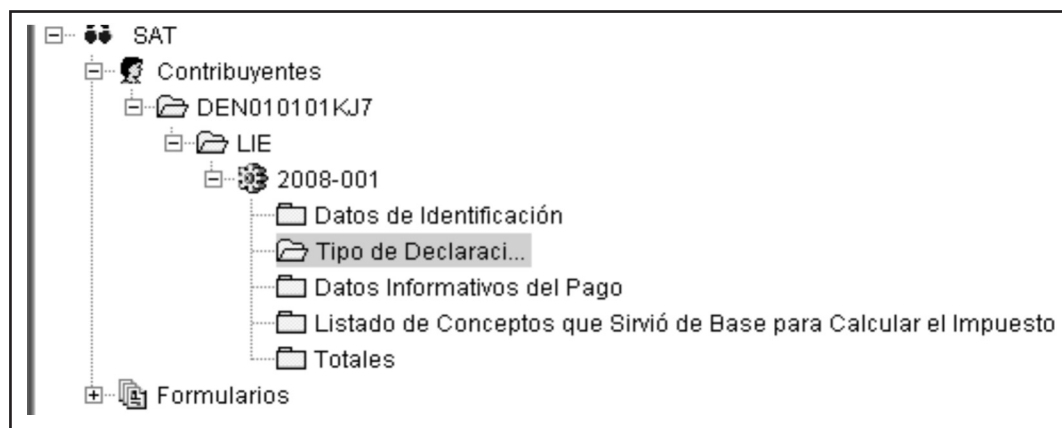 SAT
Contribuyentes
DEN010101KJ7
LIE
2008-001
Datos de Identificación
Tipo de Declaraci...
Datos Informativos del Pago
Listado de Conceptos que Sirvió de Base para Calcular el Impuesto
Totales
Formularios